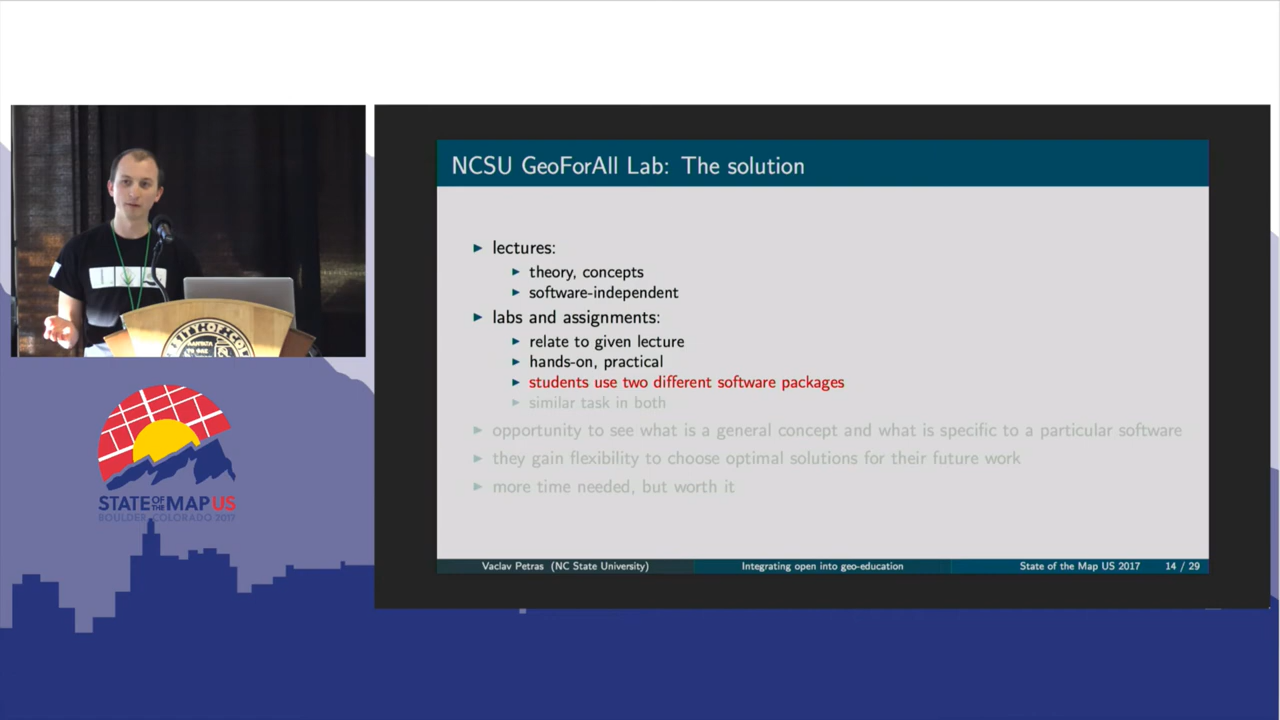 NCSU GeoForAll Lab: The solution
lectures:
theory, concepts
software-independent
labs and assignments:
relate to given lecture
hands-on, practical
students use two different software packages
similar task in both
opportunity to see what is a general concept and what is specific to a particular software
they gain flexibility to choose optimal solutions for their future work
more time needed, but worth it
Vaclav Petras (NC State University) Integrating open into geo-education State of the Map US 2017 14 / 29
STATE OF THE MAP US
BOULDER, COLORADO 2017